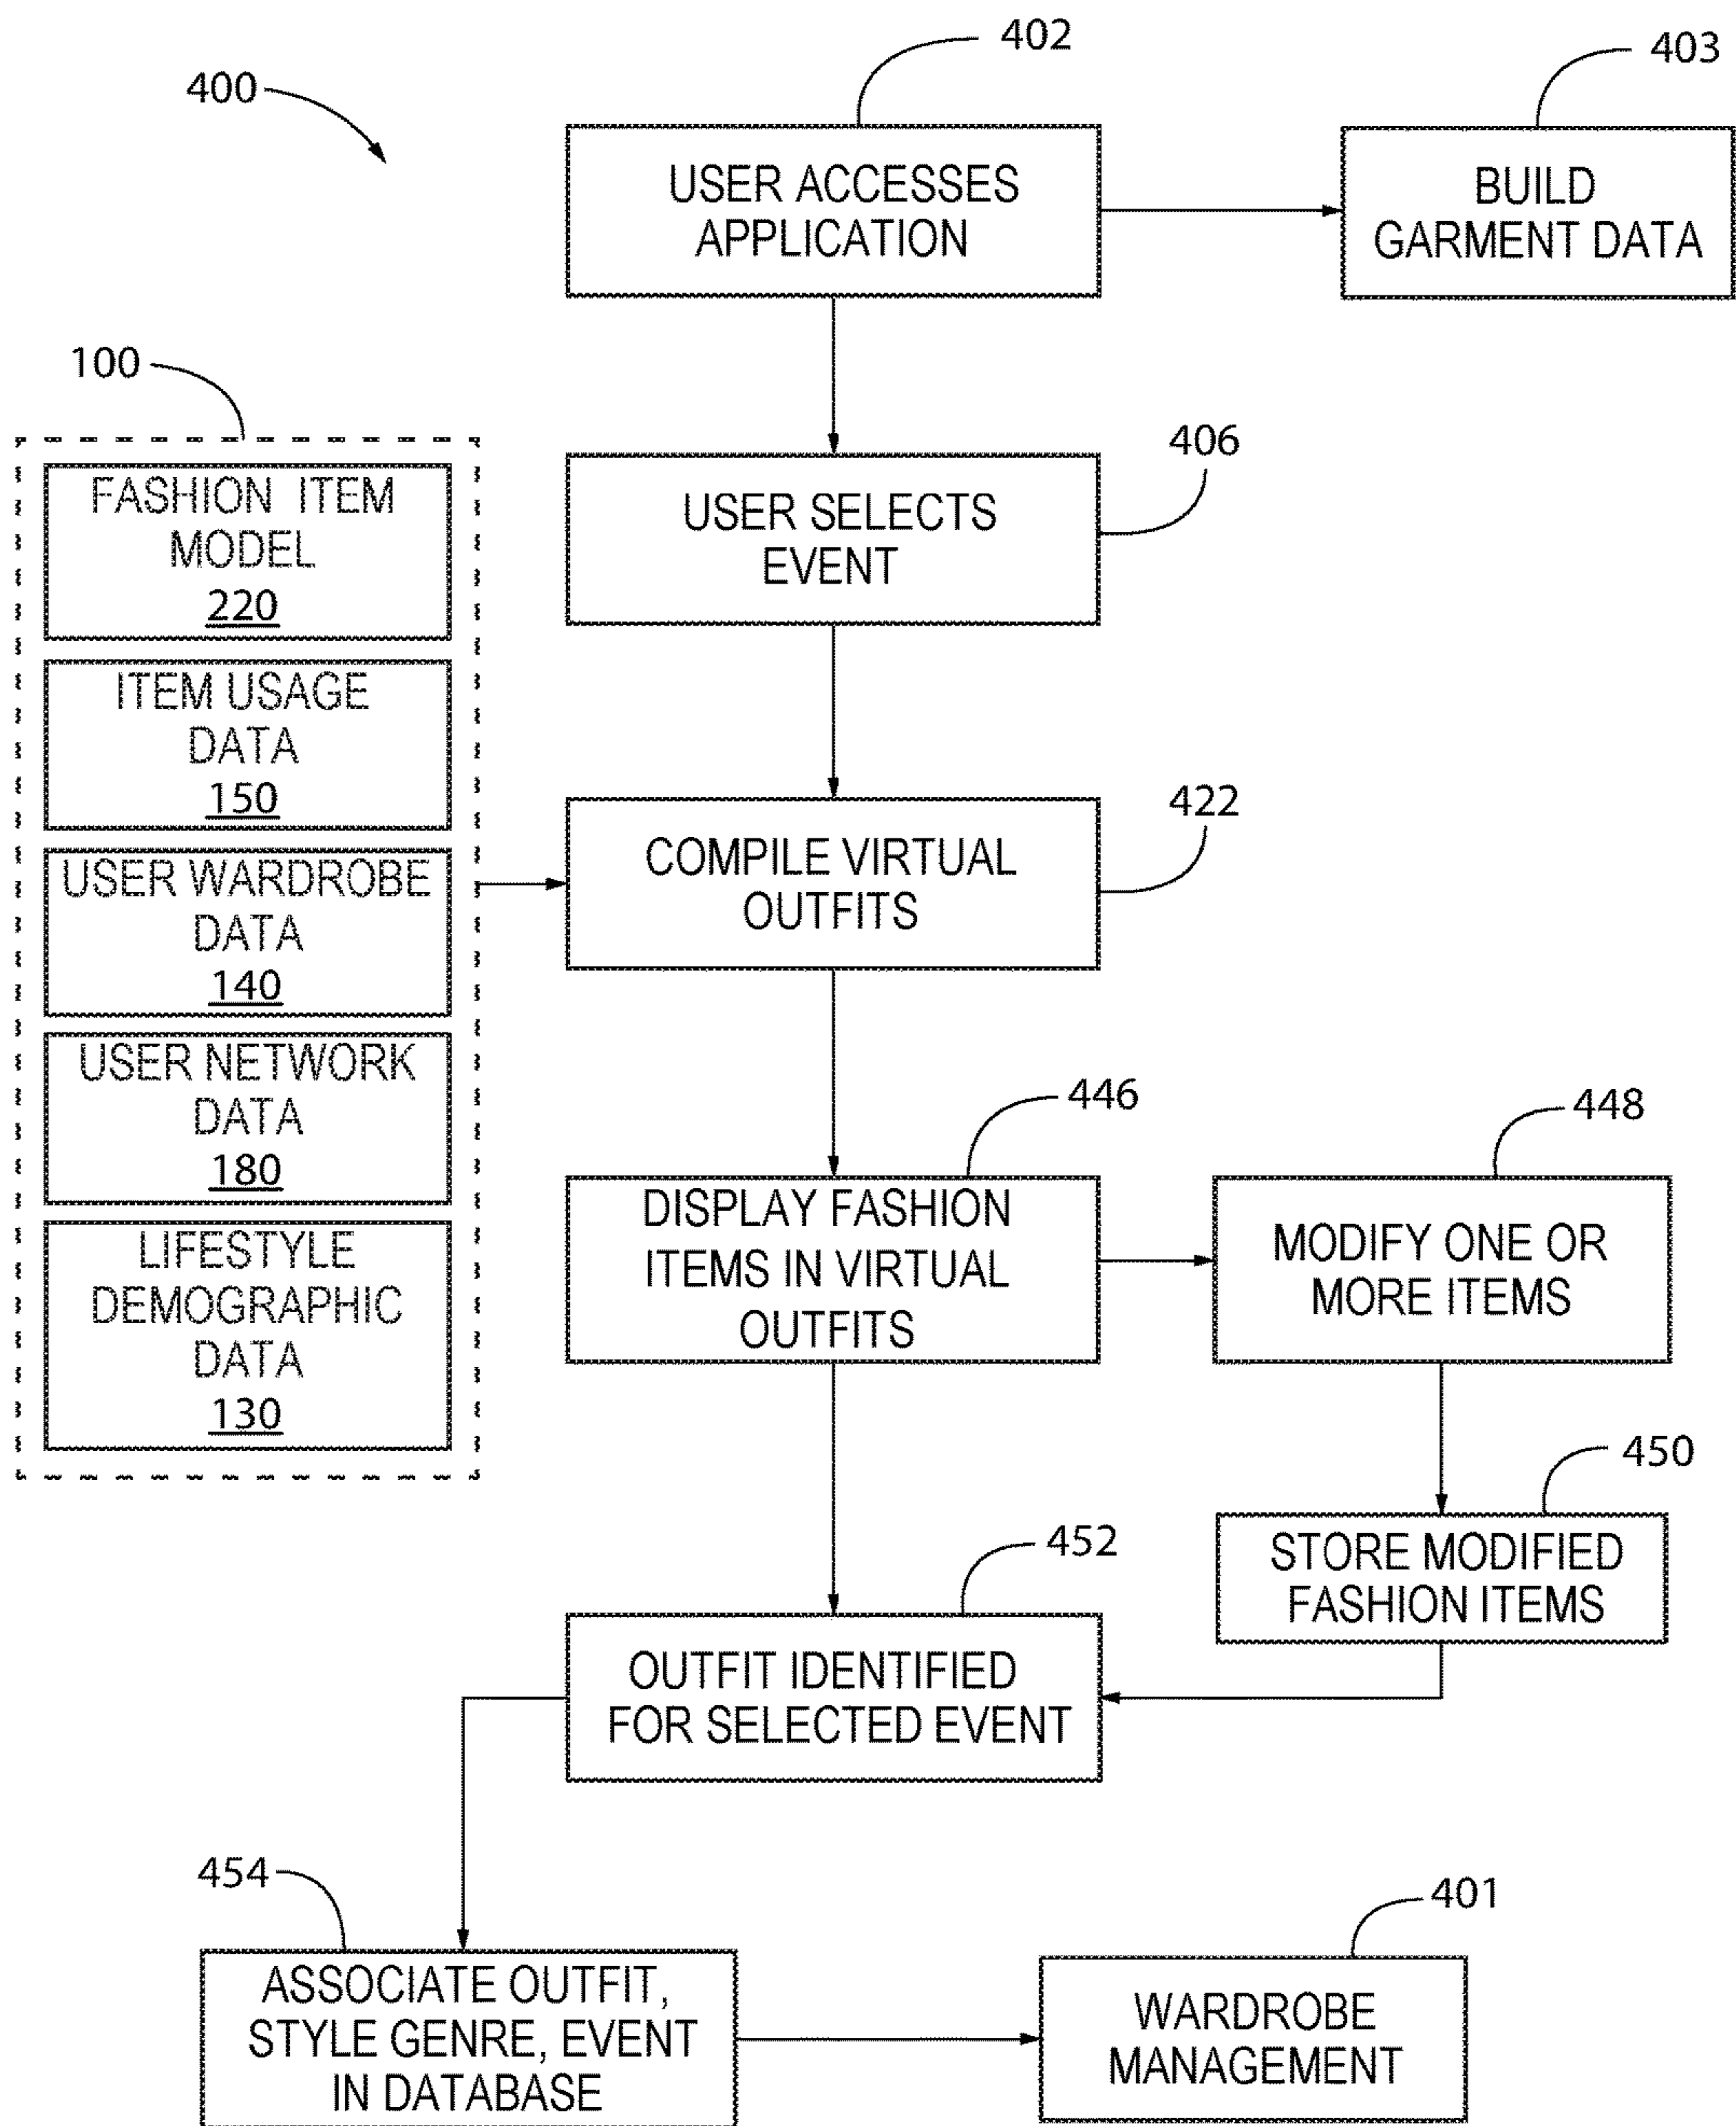 402
403
400
USER ACCESSES
APPLICATION
BUILD
GARMENT DATA
100
406
FASHION ITEM
MODEL
220
USER SELECTS
EVENT
ITEM USAGE
DATA
150
422
COMPILE VIRTUAL
OUTFITS
USER WARDROBE
DATA
140
USER NETWORK
DATA
180
446
448
DISPLAY FASHION
ITEMS IN VIRTUAL
OUTFITS
MODIFY ONE OR
MORE ITEMS
LIFESTYLE
DEMOGRAPHIC
DATA
130
450
452
STORE MODIFIED
FASHION ITEMS
OUTFIT IDENTIFIED
FOR SELECTED EVENT
454
401
ASSOCIATE OUTFIT,
STYLE GENRE, EVENT
IN DATABASE
WARDROBE
MANAGEMENT